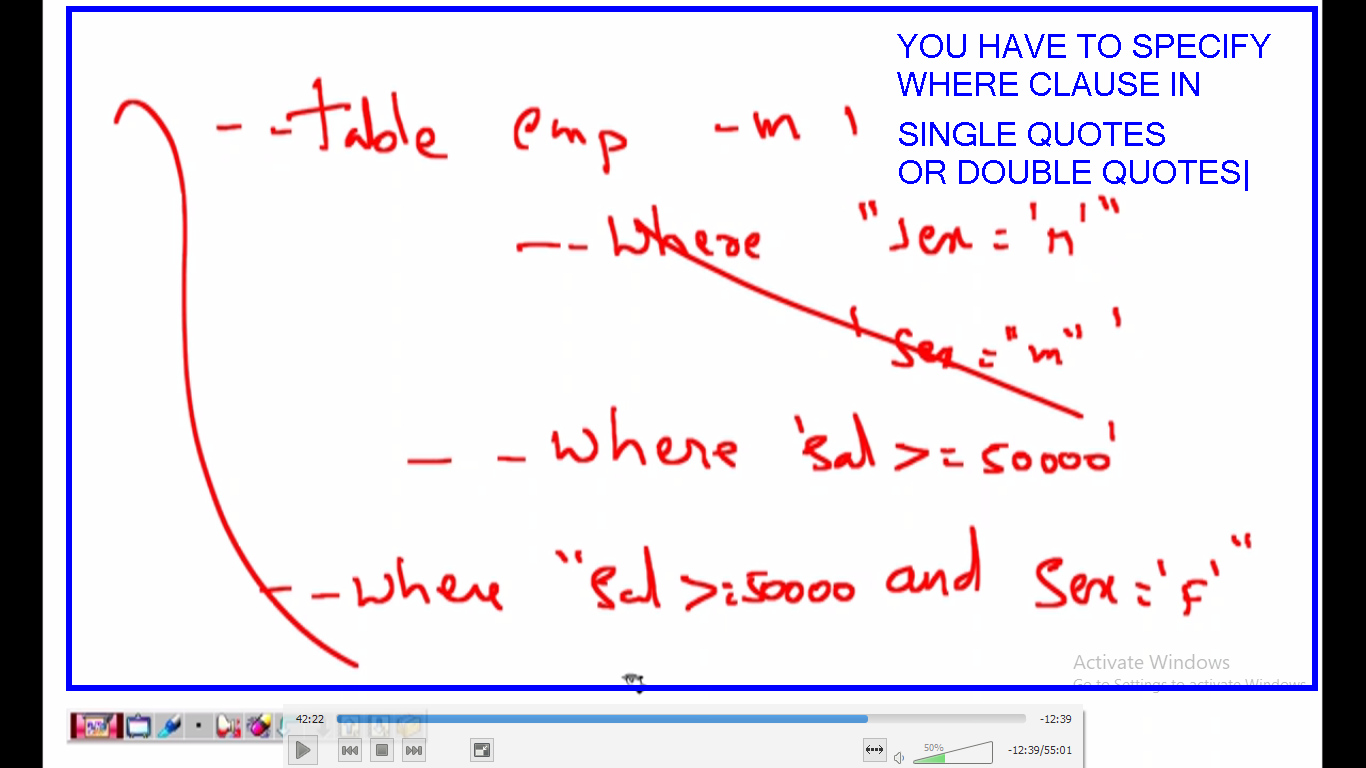 YOU HAVE TO SPECIFY
WHERE CLAUSE IN
SINGLE QUOTES
OR DOUBLE QUOTES|
--Table emp -m 1
--Where "Sex='m'"
'Sex="m"'
--where 'Sal>=50000'
--where "Sal>=50000 and Sex='F'"
Activate Windows
Go to Settings to activate Windows.
42:22
-12:39
50%
-12:39/55:01